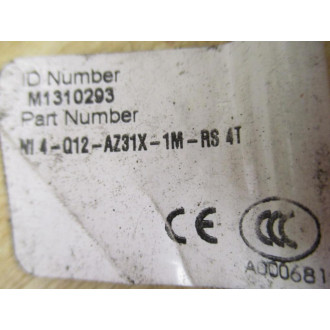 ID Number
M1310293
Part Number
NI 4-Q12-AZ31X-1M-RS 4T
CE CCC
A000681